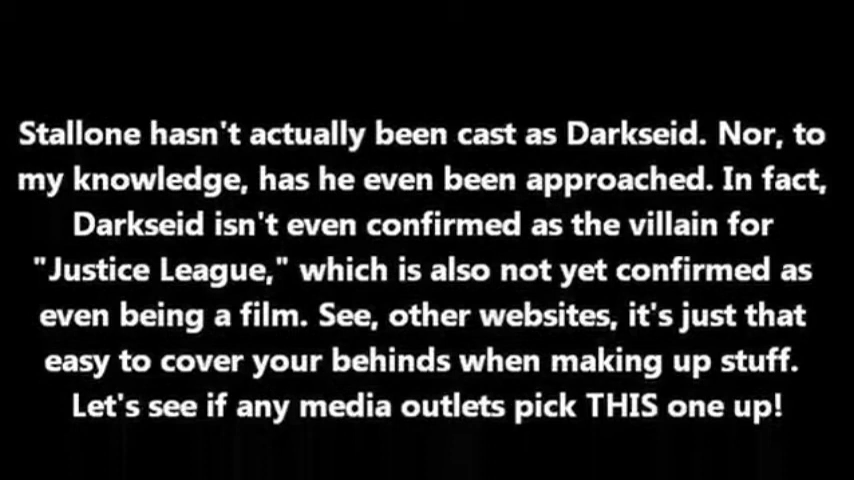 Stallone hasn't actually been cast as Darkseid. Nor, to
my knowledge, has he even been approached. In fact,
Darkseid isn't even confirmed as the villain for
"Justice League," which is also not yet confirmed as
even being a film. See, other websites, it's just that
easy to cover your behinds when making up stuff.
Let's see if any media outlets pick THIS one up!